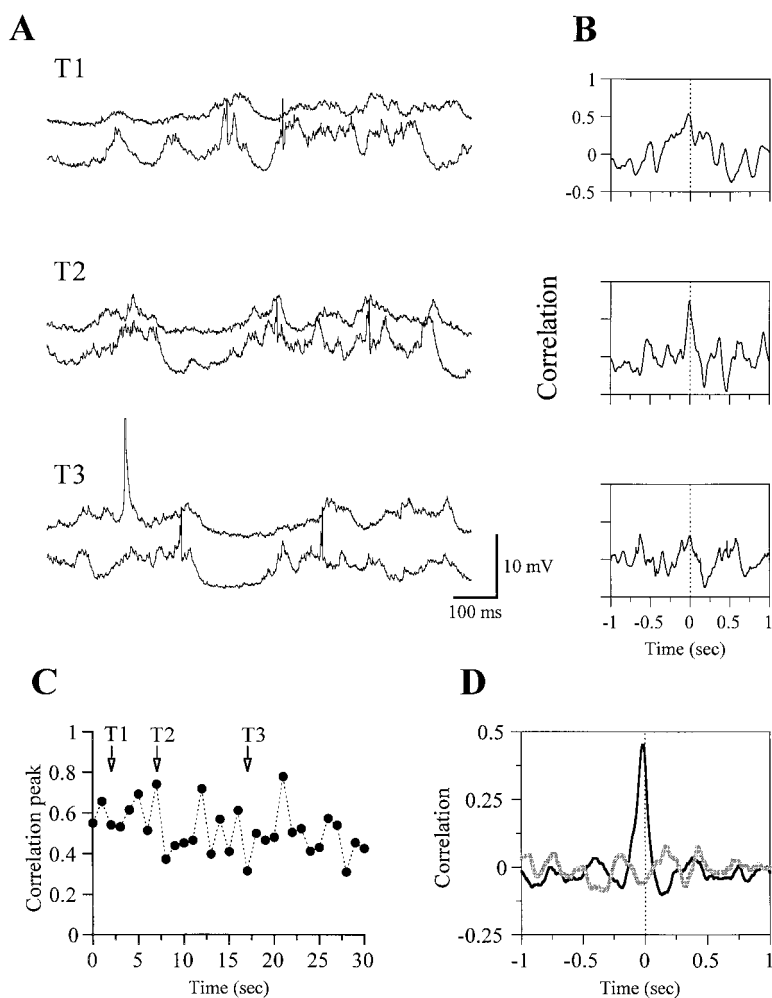 A
B
T1
1
0.5
0
-0.5
T2
Correlation
T3
10 mV
100 ms
-1 -0.5 0 0.5 1
Time (sec)
C
D
1
0.8
0.6
0.4
0.2
0
T1 T2 T3
Correlation peak
0 5 10 15 20 25 30
Time (sec)
0.5
0.25
0
-0.25
Correlation
-1 -0.5 0 0.5 1
Time (sec)